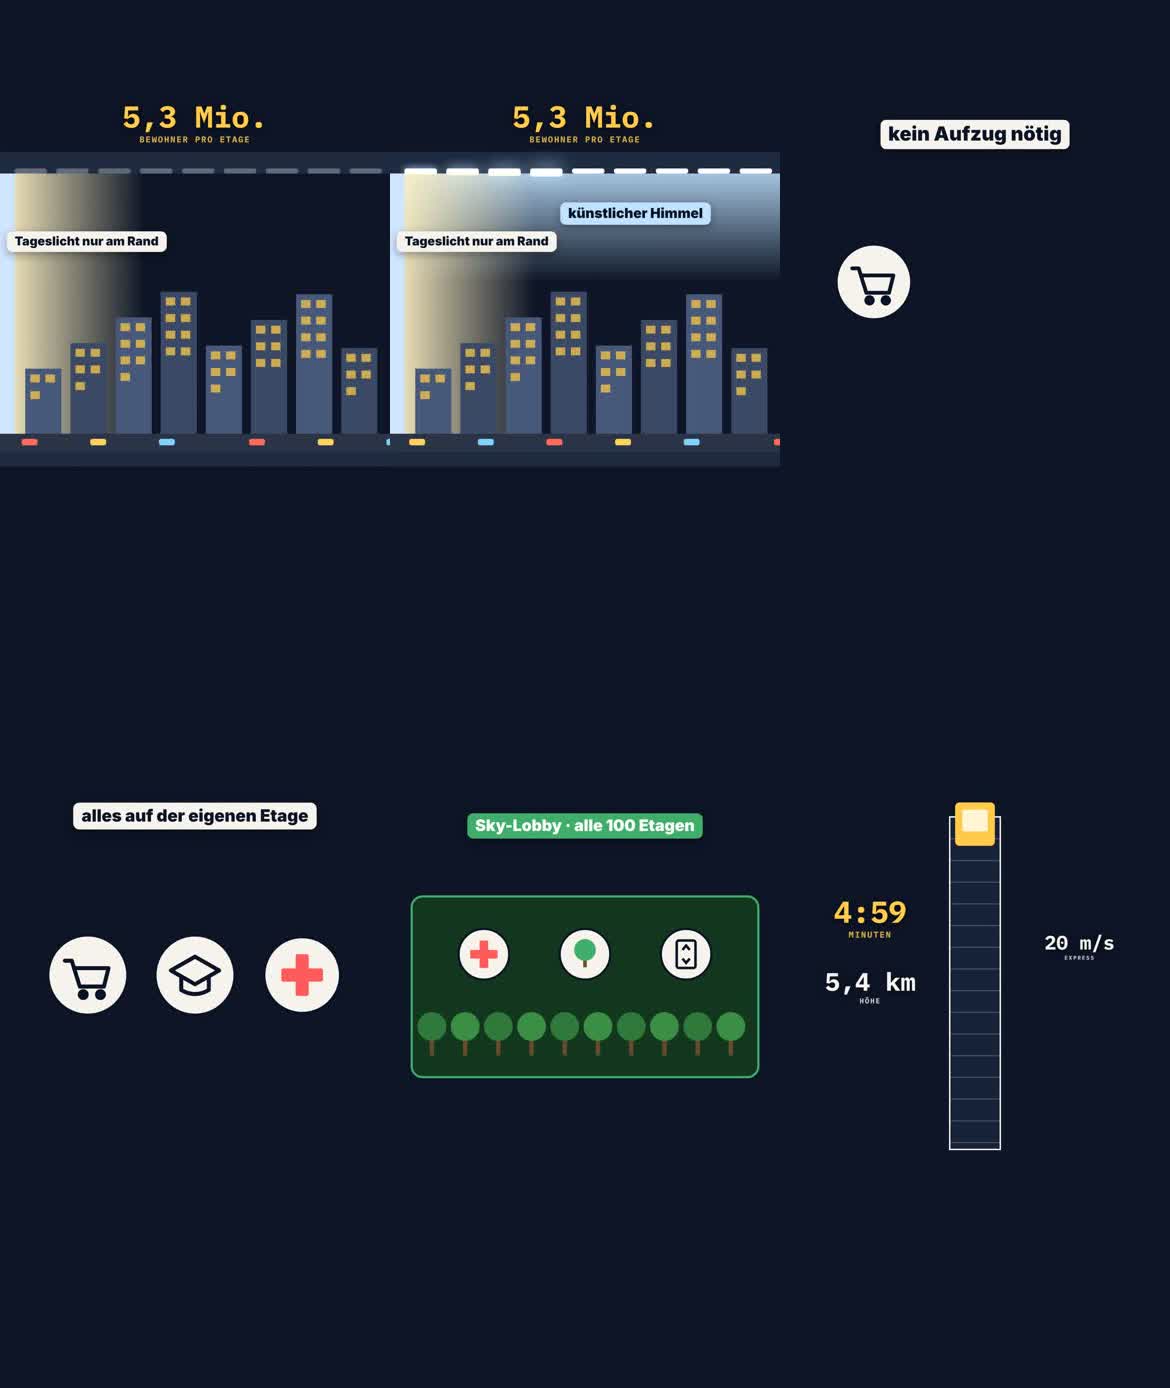 5,3 Mio.
BEWOHNER PRO ETAGE
Tageslicht nur am Rand
5,3 Mio.
BEWOHNER PRO ETAGE
künstlicher Himmel
Tageslicht nur am Rand
kein Aufzug nötig
alles auf der eigenen Etage
Sky-Lobby · alle 100 Etagen
4:59
MINUTEN
5,4 km
HÖHE
20 m/s
EXPRESS